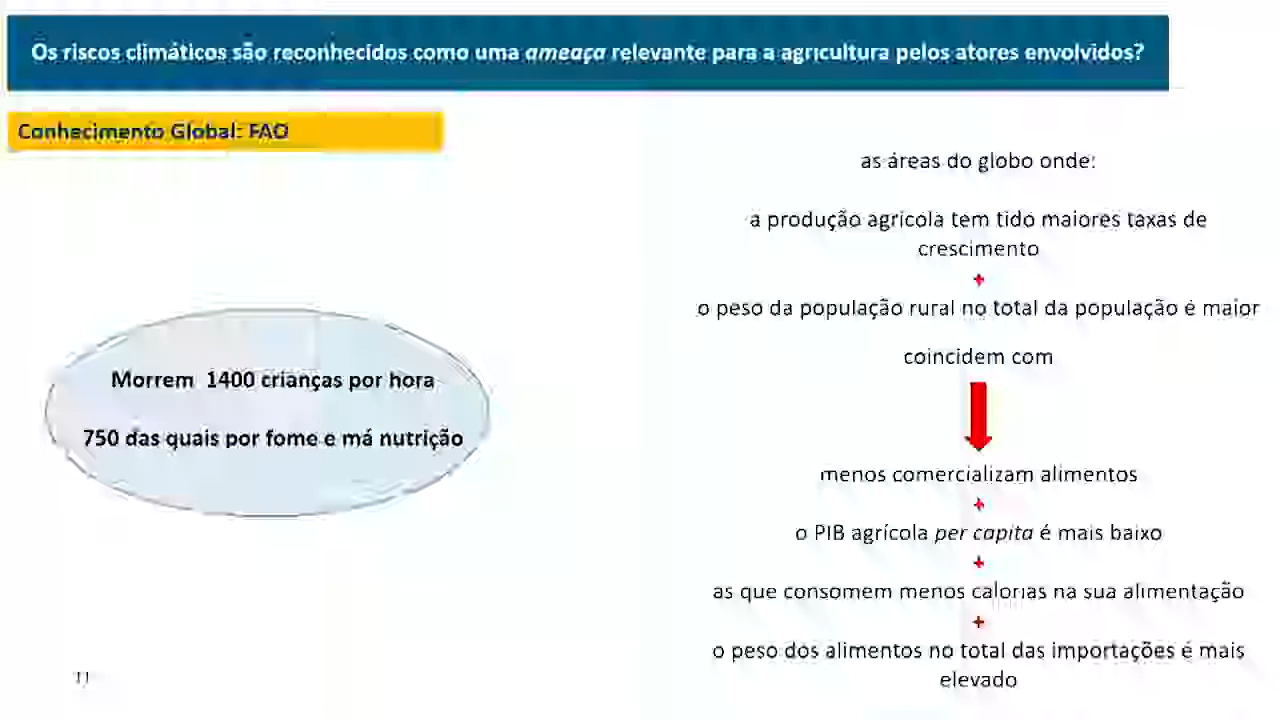 Os riscos climáticos são reconhecidos como uma ameaça relevante para a agricultura pelos atores envolvidos?
Conhecimento Global: FAO
Morrem 1400 crianças por hora
750 das quais por fome e má nutrição
as áreas do globo onde:
a produção agrícola tem tido maiores taxas de
crescimento
+
o peso da população rural no total da população é maior
coincidem com
menos comercializam alimentos
+
o PIB agrícola per capita é mais baixo
+
as que consomem menos calorias na sua alimentação
+
o peso dos alimentos no total das importações é mais
elevado
11